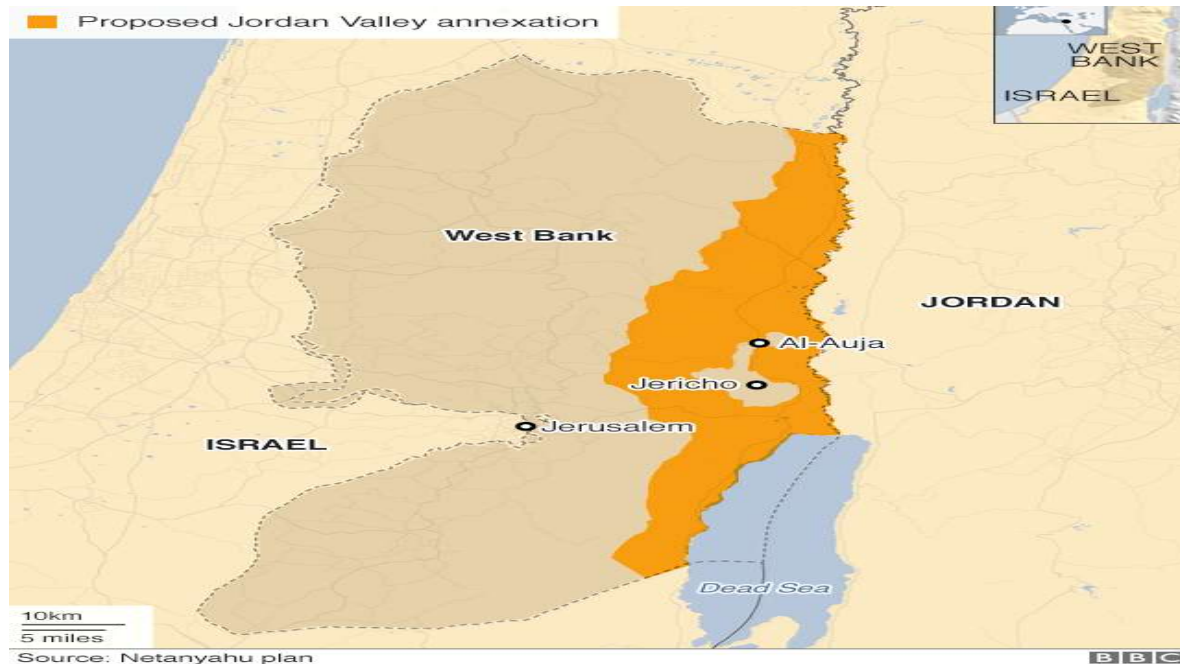 Proposed Jordan Valley annexation
WEST
BANK
ISRAEL
West Bank
JORDAN
Al-Auja
Jericho
Jerusalem
ISRAEL
Dead Sea
10km
5 miles
Source: Netanyahu plan
BBC